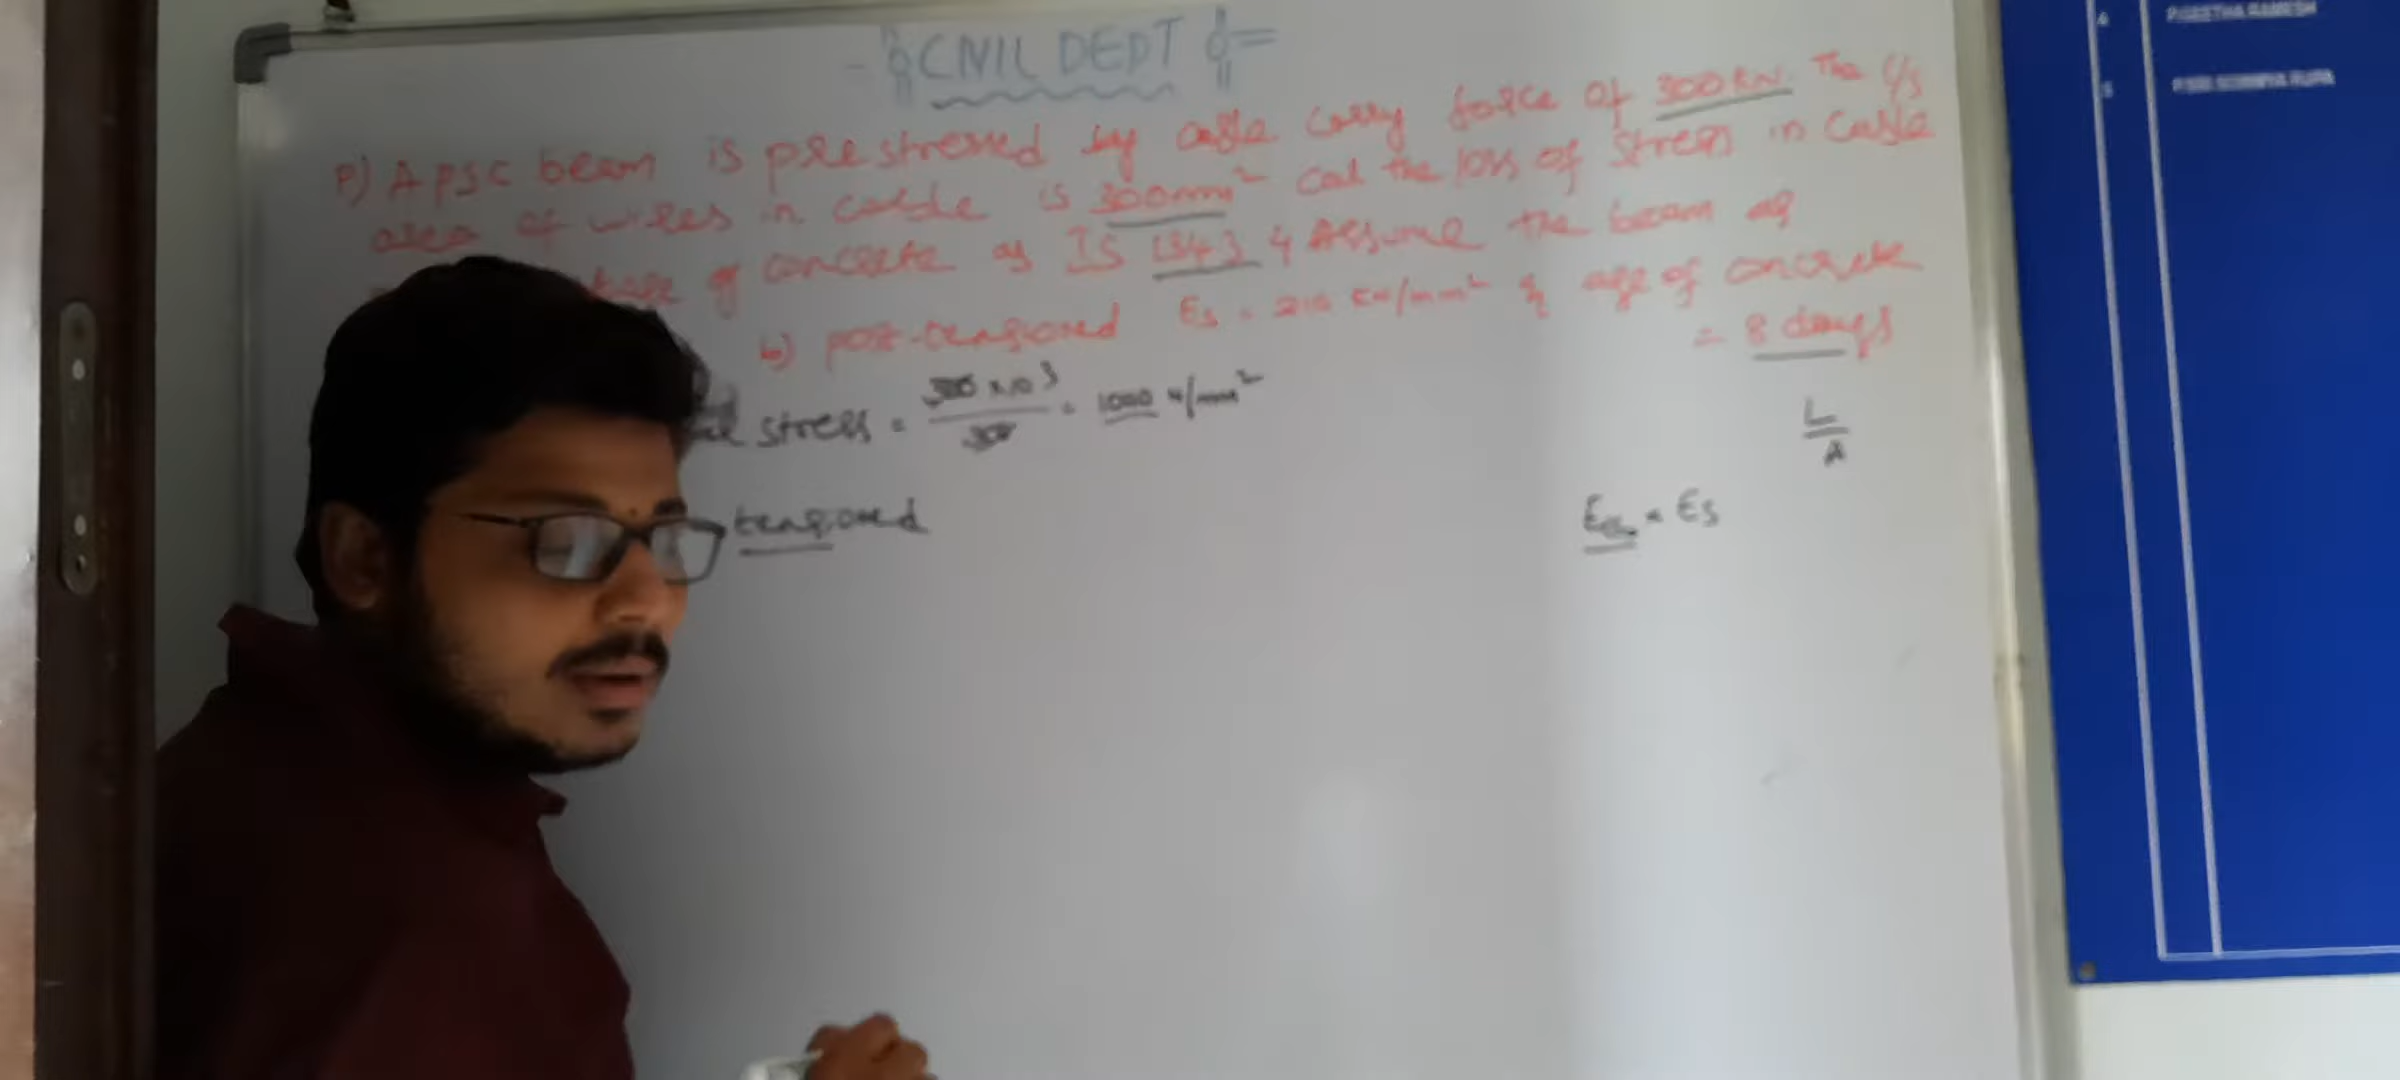 CIVIL DEPT
P) A PSC beam is prestressed by cable carry force of 300 KN. The c/s
area of wires in cable is 300mm² Cal the loss of stress in Cable
of concrete as IS 1343 & Assume the beam as
b) post-tensioned Es = 210 KN/mm² & age of concrete
= 8 days
stress = 300 x 10³ / 300 = 1000 N/mm²
L/A
tensioned
× Es
4
5